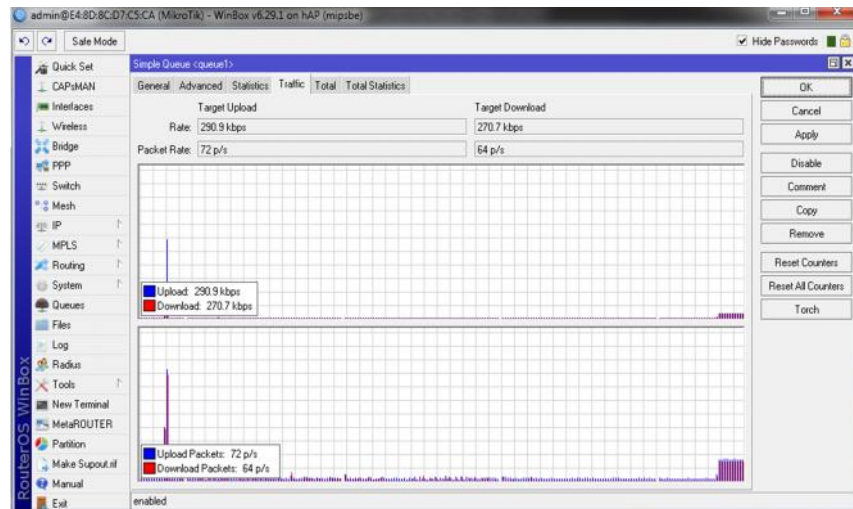 admin@E4:8D:8C:D7:C5:CA (MikroTik) - WinBox v6.29.1 on hAP (mipsbe)
Safe Mode
Hide Passwords
Quick Set
CAPsMAN
Interfaces
Wireless
Bridge
PPP
Switch
Mesh
IP
MPLS
Routing
System
Queues
Files
Log
Radius
Tools
New Terminal
MetaROUTER
Partition
Make Supout.rif
Manual
Exit
RouterOS WinBox
Simple Queue <queue1>
General Advanced Statistics Traffic Total Total Statistics
Target Upload Target Download
Rate: 290.9 kbps 270.7 kbps
Packet Rate: 72 p/s 64 p/s
Upload: 290.9 kbps
Download: 270.7 kbps
Upload Packets: 72 p/s
Download Packets: 64 p/s
enabled
OK
Cancel
Apply
Disable
Comment
Copy
Remove
Reset Counters
Reset All Counters
Torch